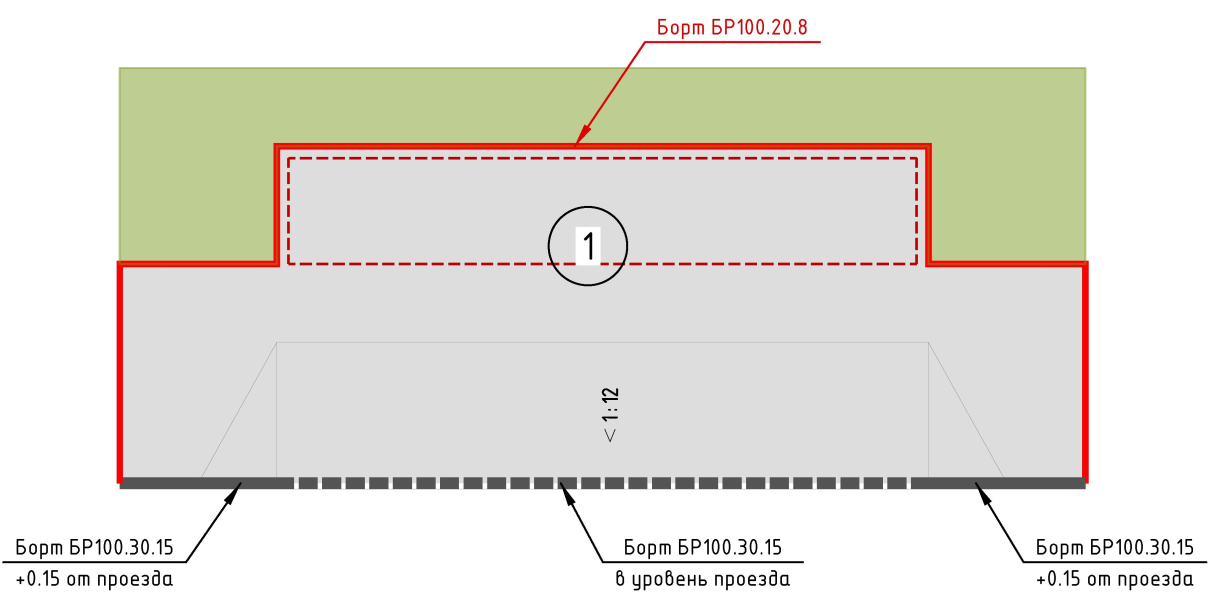 Борт БР100.20.8
1
< 1:12
Борт БР100.30.15
+0.15 от проезда
Борт БР100.30.15
в уровень проезда
Борт БР100.30.15
+0.15 от проезда